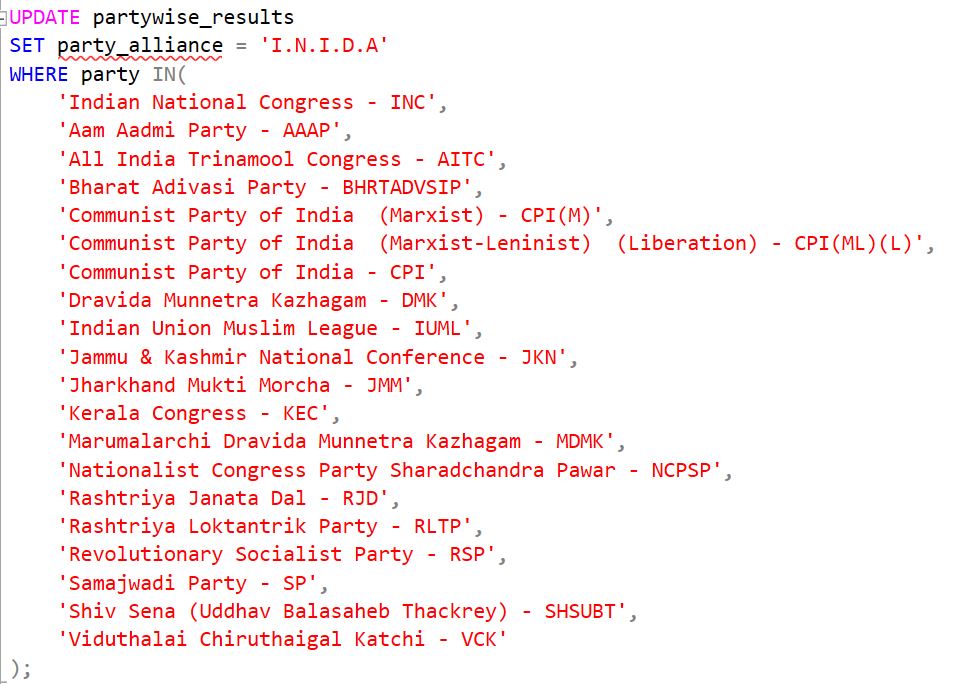 UPDATE partywise_results
SET party_alliance = 'I.N.I.D.A'
WHERE party IN(
    'Indian National Congress - INC',
    'Aam Aadmi Party - AAAP',
    'All India Trinamool Congress - AITC',
    'Bharat Adivasi Party - BHRTADVSIP',
    'Communist Party of India  (Marxist) - CPI(M)',
    'Communist Party of India  (Marxist-Leninist)  (Liberation) - CPI(ML)(L)',
    'Communist Party of India - CPI',
    'Dravida Munnetra Kazhagam - DMK',
    'Indian Union Muslim League - IUML',
    'Jammu & Kashmir National Conference - JKN',
    'Jharkhand Mukti Morcha - JMM',
    'Kerala Congress - KEC',
    'Marumalarchi Dravida Munnetra Kazhagam - MDMK',
    'Nationalist Congress Party Sharadchandra Pawar - NCPSP',
    'Rashtriya Janata Dal - RJD',
    'Rashtriya Loktantrik Party - RLTP',
    'Revolutionary Socialist Party - RSP',
    'Samajwadi Party - SP',
    'Shiv Sena (Uddhav Balasaheb Thackrey) - SHSUBT',
    'Viduthalai Chiruthaigal Katchi - VCK'
);